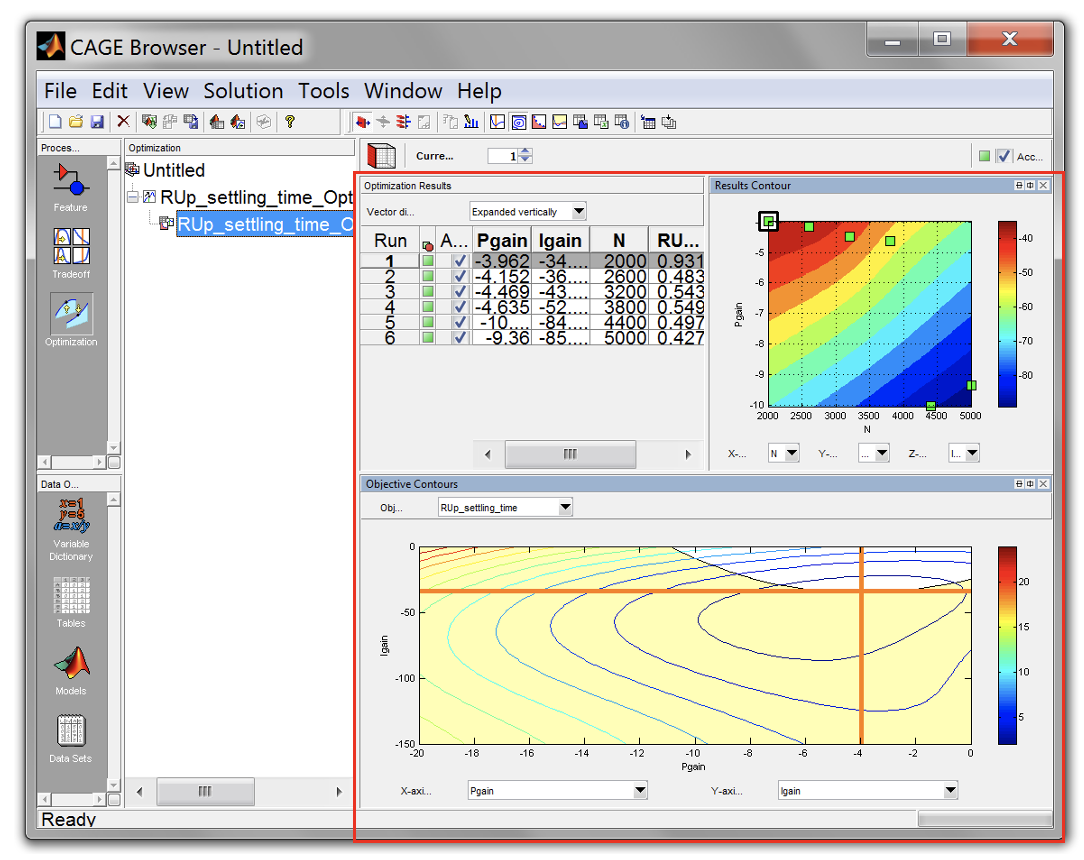 CAGE Browser - Untitled
File Edit View Solution Tools Window Help
Proces...
Feature
Tradeoff
Optimization
Data O...
x=1
y=5
a=x/y
Variable
Dictionary
Tables
Models
Data Sets
Optimization
Untitled
RUp_settling_time_Opt
RUp_settling_time_O
Curre... 1 Acc...
Optimization Results
Vector di... Expanded vertically
Run A... Pgain Igain N RU...
1 -3.962 -34.... 2000 0.931
2 -4.152 -36.... 2600 0.483
3 -4.469 -43.... 3200 0.543
4 -4.635 -52.... 3800 0.549
5 -10.... -84.... 4400 0.497
6 -9.36 -85.... 5000 0.427
Results Contour
-5
-6
-7
-8
-9
-10
Pgain
2000 2500 3000 3500 4000 4500 5000
N
-40
-50
-60
-70
-80
X-... N Y-... ... Z-... I...
Objective Contours
Obj... RUp_settling_time
0
-50
-100
-150
Igain
-20 -18 -16 -14 -12 -10 -8 -6 -4 -2 0
Pgain
20
15
10
5
X-axi... Pgain Y-axi... Igain
Ready